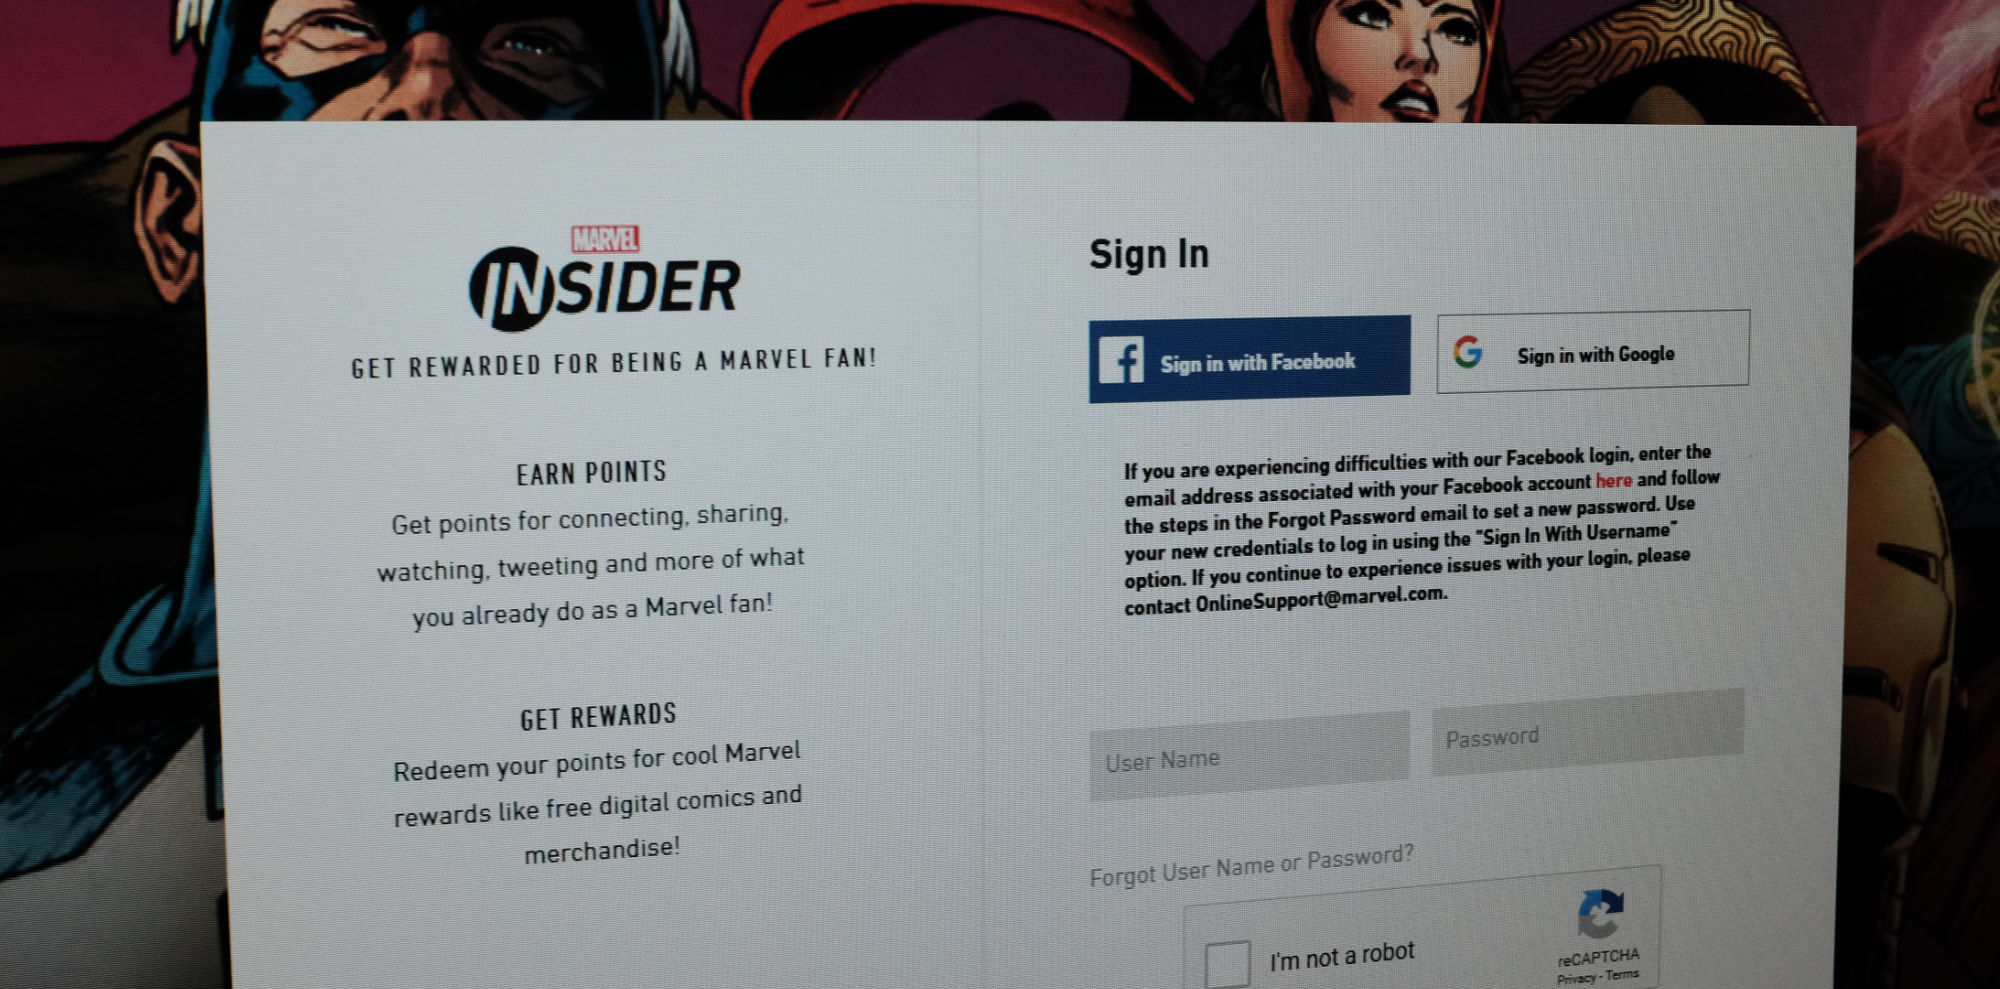 MARVEL
INSIDER
GET REWARDED FOR BEING A MARVEL FAN!
EARN POINTS
Get points for connecting, sharing,
watching, tweeting and more of what
you already do as a Marvel fan!
GET REWARDS
Redeem your points for cool Marvel
rewards like free digital comics and
merchandise!
Sign In
Sign in with Facebook
Sign in with Google
If you are experiencing difficulties with our Facebook login, enter the
email address associated with your Facebook account here and follow
the steps in the Forgot Password email to set a new password. Use
your new credentials to log in using the "Sign In With Username"
option. If you continue to experience issues with your login, please
contact OnlineSupport@marvel.com.
User Name
Password
Forgot User Name or Password?
I'm not a robot
reCAPTCHA
Privacy - Terms